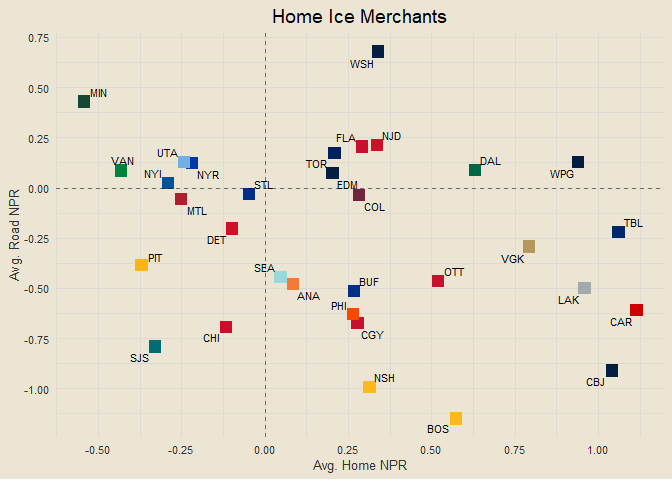 Home Ice Merchants
0.75
WSH
0.50
MIN
0.25
FLA
NJD
UTA
TOR
VAN
DAL
WPG
NYI
NYR
STL
EDM
0.00
COL
MTL
TBL
DET
-0.25
PIT
VGK
SEA
OTT
BUF
-0.50
ANA
LAK
PHI
CAR
CHI
CGY
-0.75
SJS
NSH
CBJ
-1.00
BOS
-0.50
-0.25
0.00
0.25
0.50
0.75
1.00
Avg. Home NPR
Avg. Road NPR